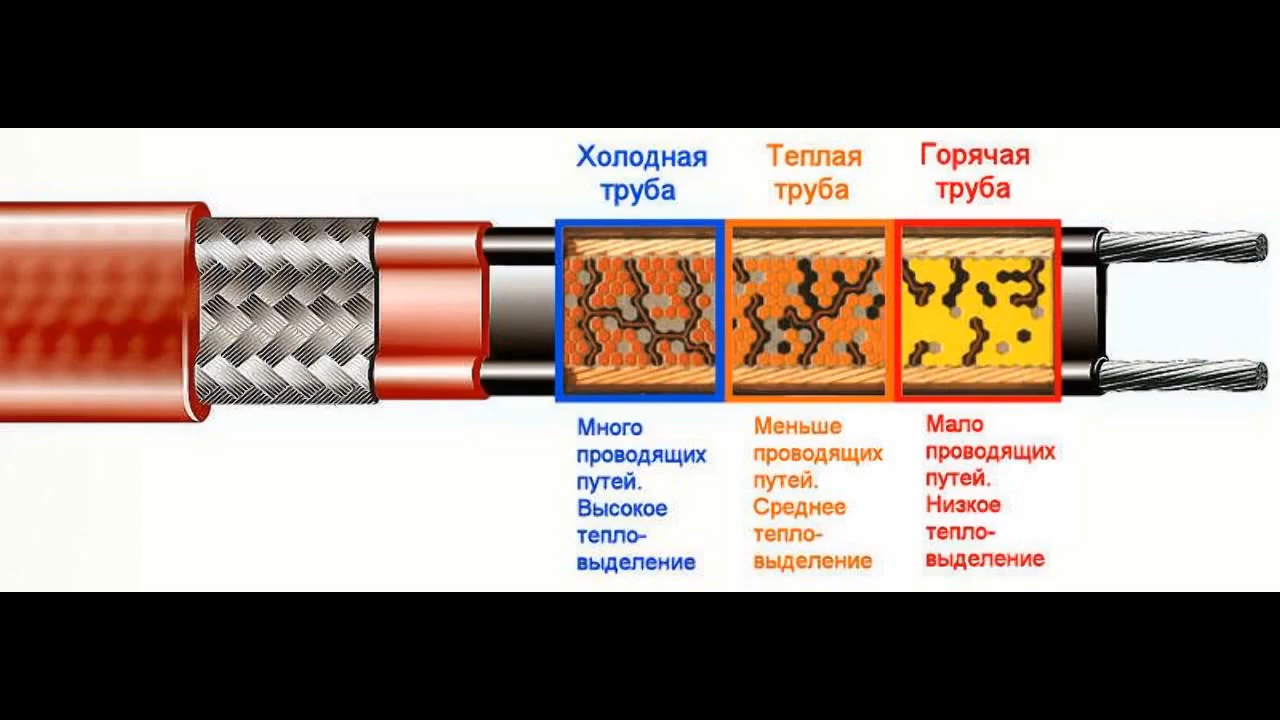 Холодная
труба
Теплая
труба
Горячая
труба
Много
проводящих
путей.
Высокое
тепло-
выделение
Меньше
проводящих
путей.
Среднее
тепло-
выделение
Мало
проводящих
путей.
Низкое
тепло-
выделение